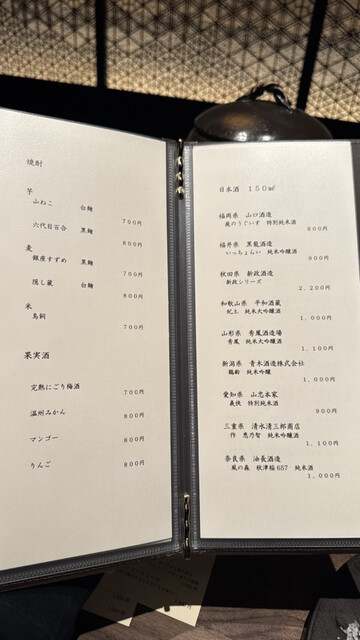 焼酎
芋
山ねこ 白麹
700円
六代目百合 黒麹
800円
麦
銀座すずめ 黒麹
700円
隠し蔵 白麹
800円
米
鳥飼
700円
果実酒
完熟にごり梅酒
700円
温州みかん
800円
マンゴー
800円
りんご
800円
日本酒 150㎖
福岡県 山口酒造
庭のうぐいす 特別純米酒
800円
福井県 黒龍酒造
いっちょらい 純米吟醸酒
900円
秋田県 新政酒造
新政シリーズ
2,200円
和歌山県 平和酒蔵
紀土 純米大吟醸酒
1,000円
山形県 秀鳳酒造場
秀鳳 純米大吟醸酒
1,100円
新潟県 青木酒造株式会社
鶴齢 純米吟醸
1,000円
愛知県 山忠本家
義侠 特別純米酒
900円
三重県 清水清三郎商店
作 恵乃智 純米吟醸酒
1,100円
奈良県 油長酒造
風の森 秋津穂657 純米酒
1,000円